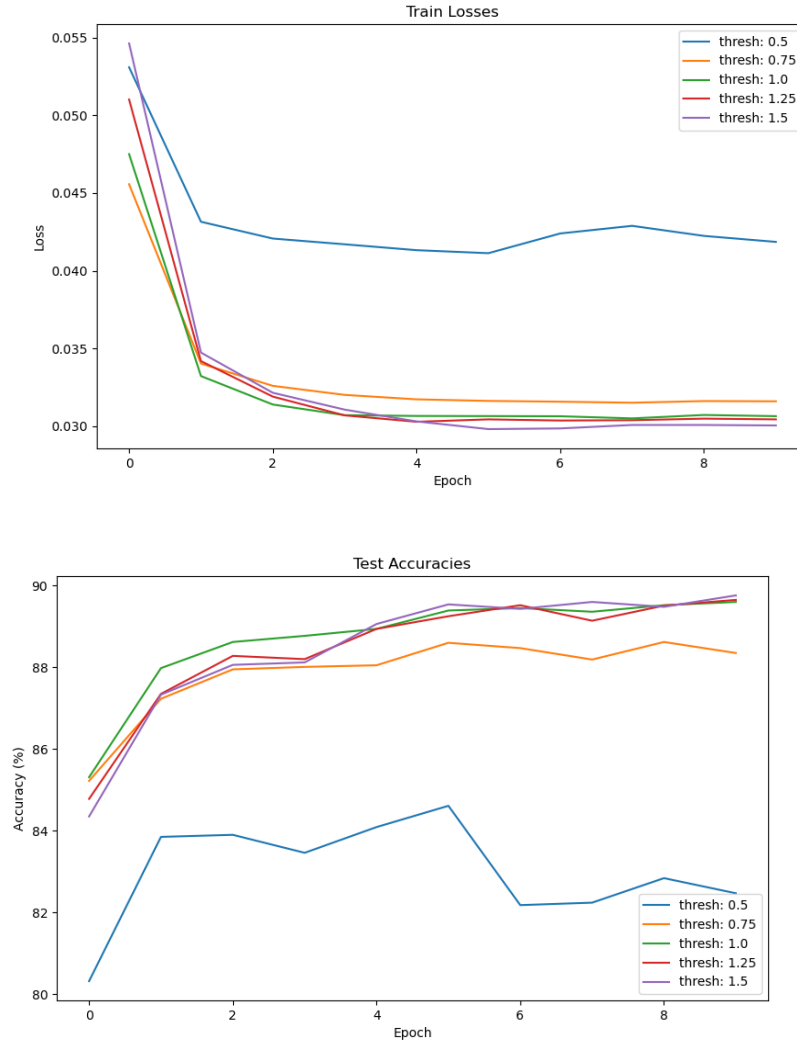 Train Losses
0.055
0.050
0.045
0.040
0.035
0.030
Loss
0
2
4
6
8
Epoch
thresh: 0.5
thresh: 0.75
thresh: 1.0
thresh: 1.25
thresh: 1.5
Test Accuracies
90
88
86
84
82
80
Accuracy (%)
0
2
4
6
8
Epoch
thresh: 0.5
thresh: 0.75
thresh: 1.0
thresh: 1.25
thresh: 1.5